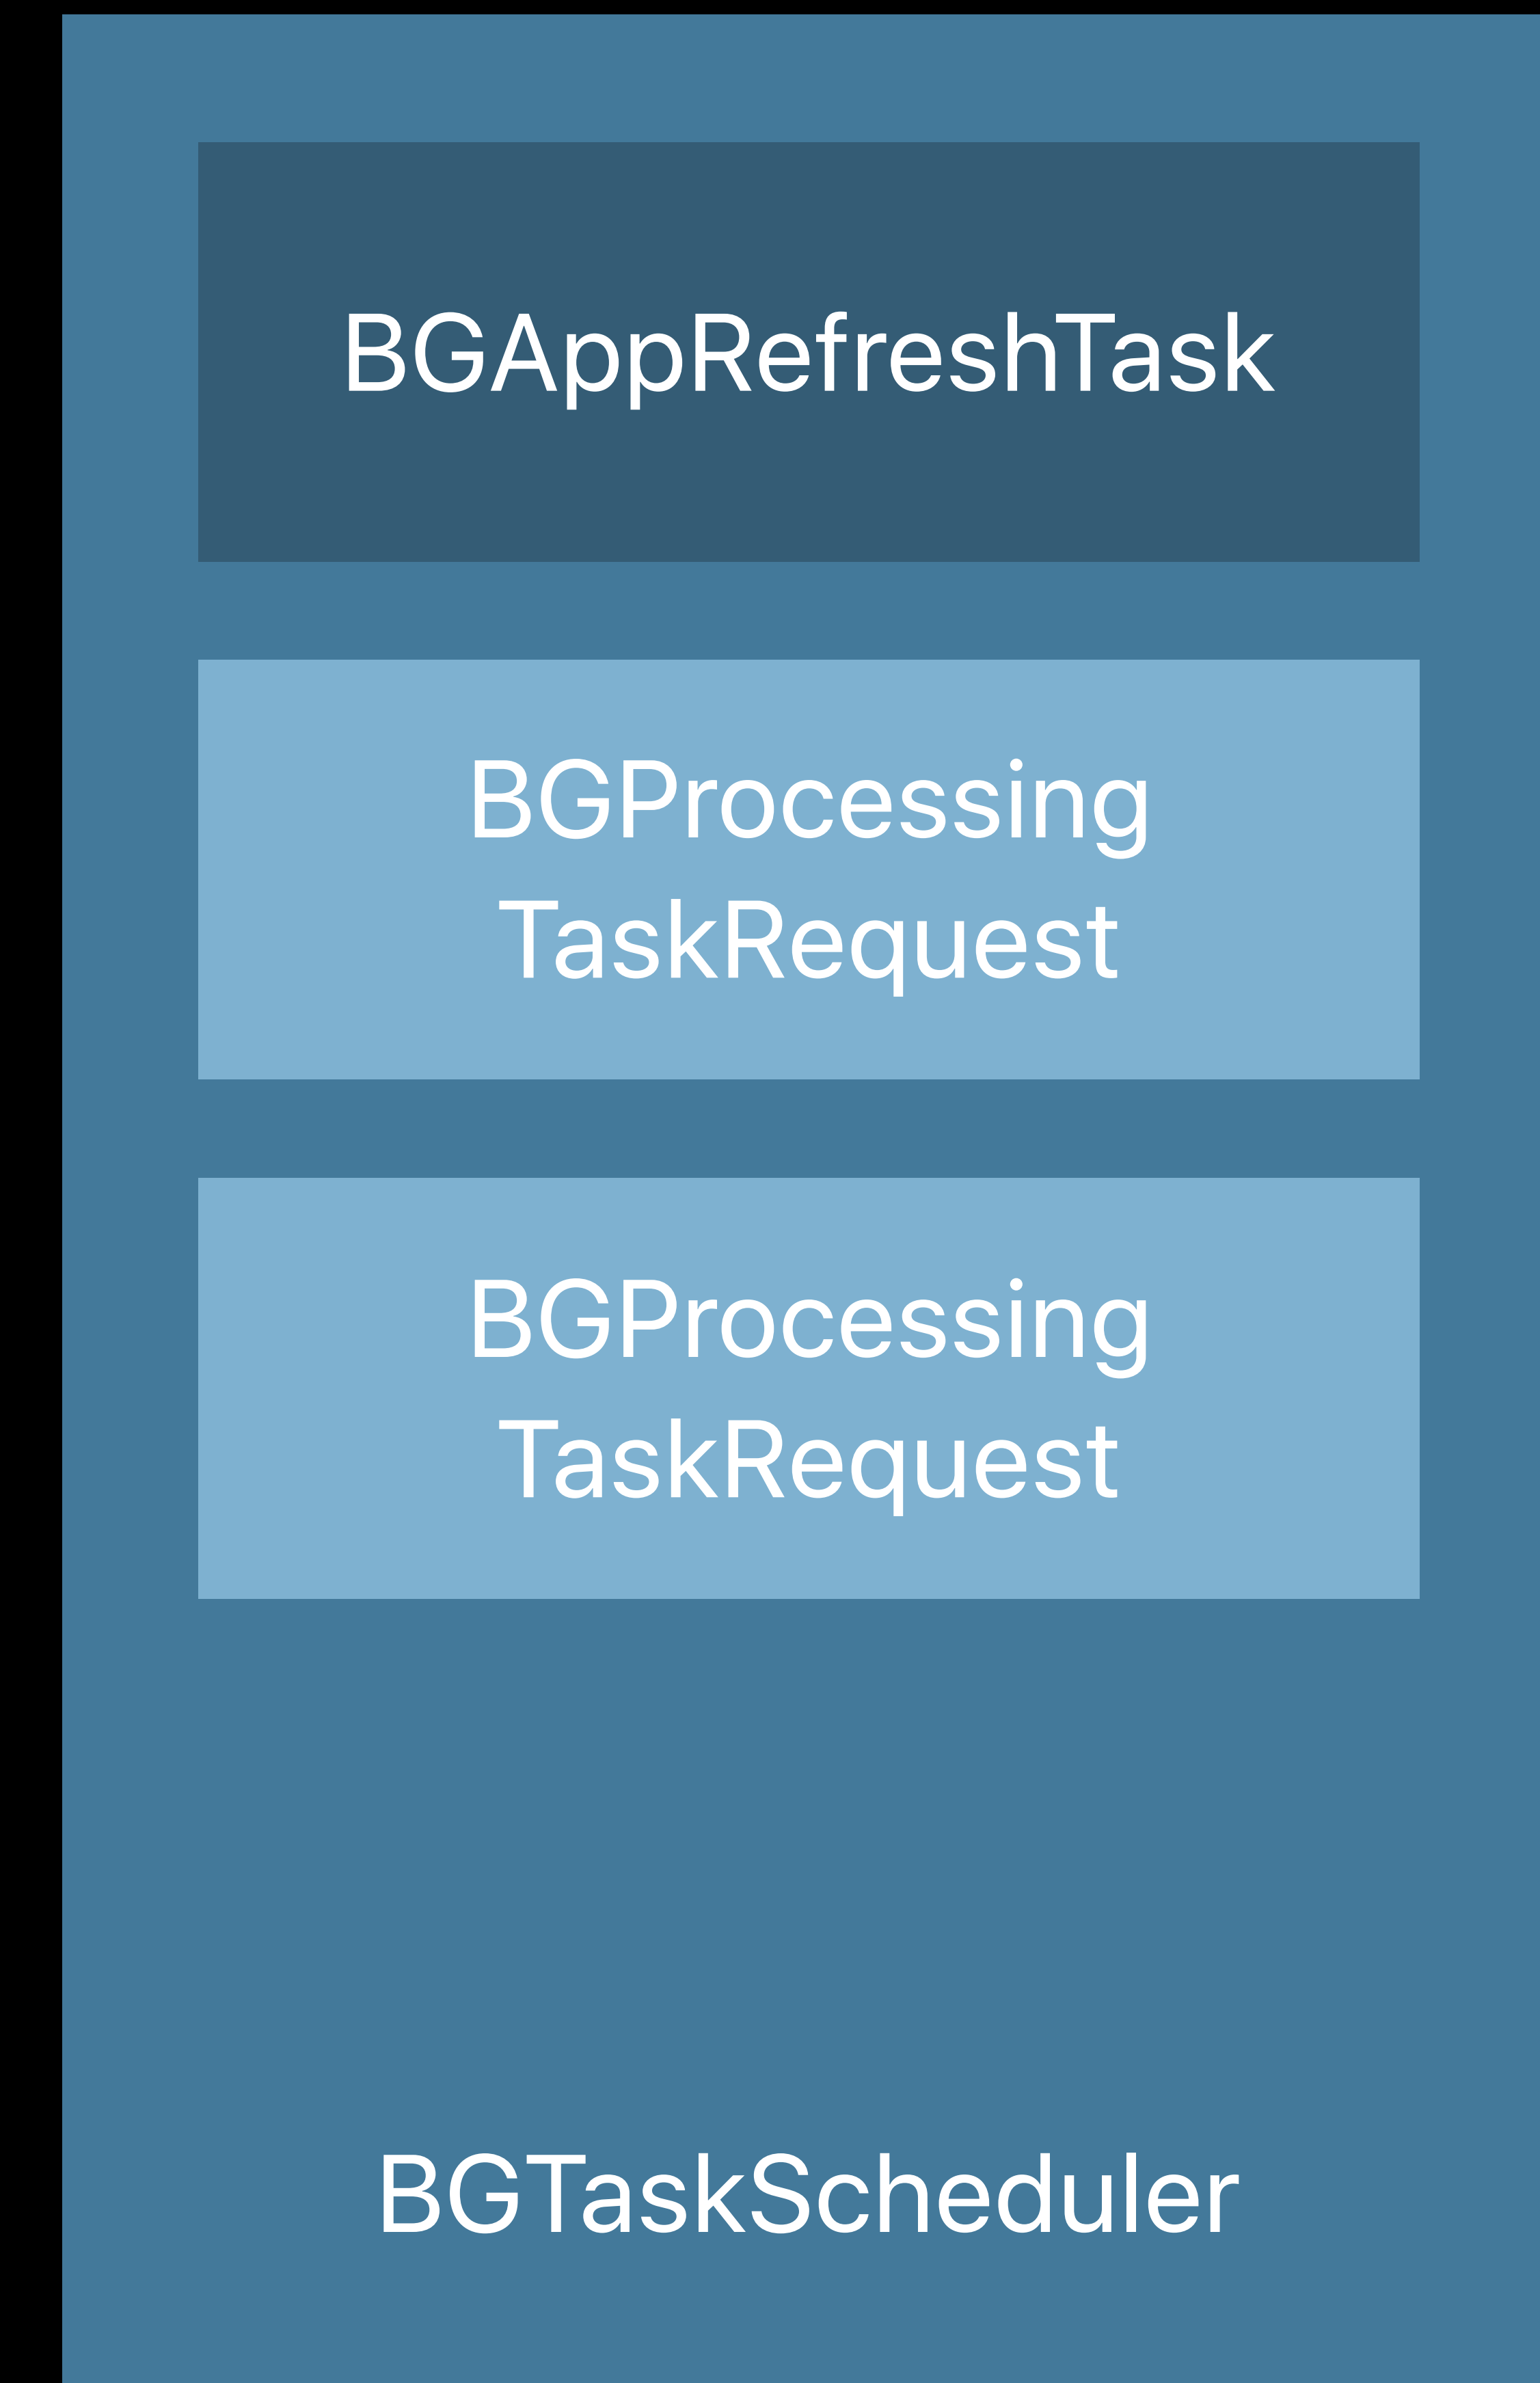 BGAppRefreshTask
BGProcessing
TaskRequest
BGProcessing
TaskRequest
BGTaskScheduler